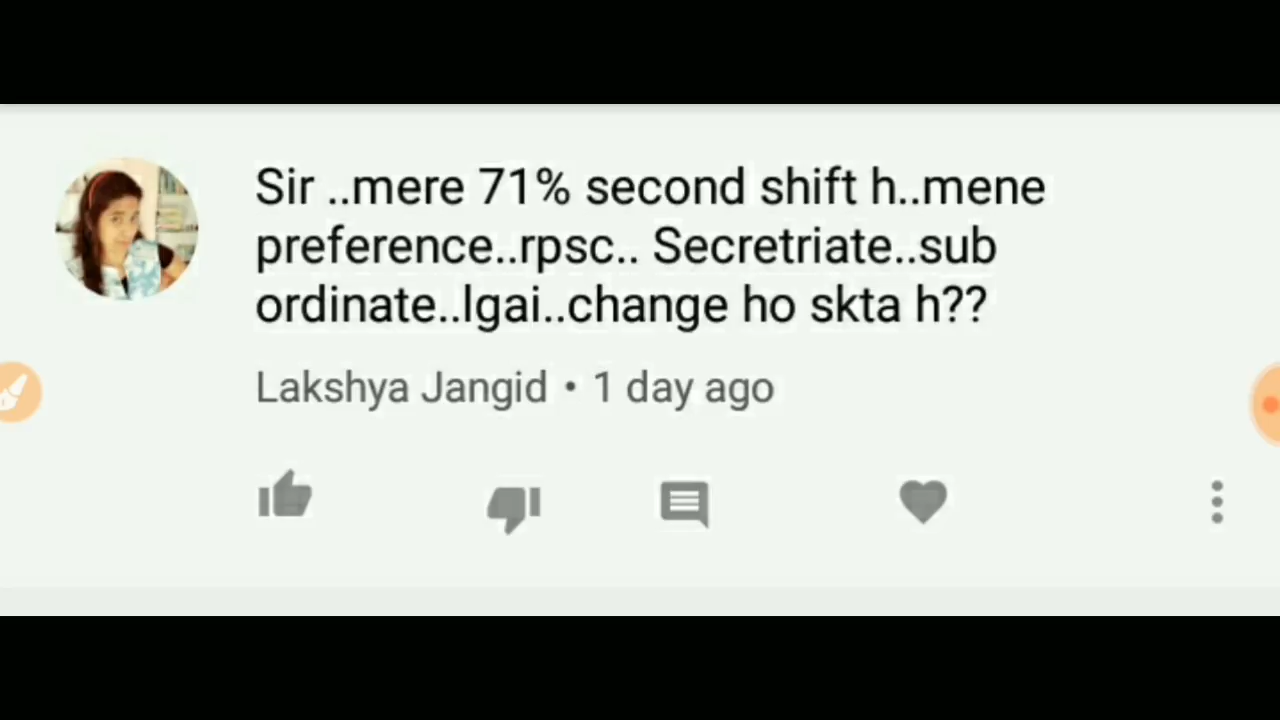 Sir ..mere 71% second shift h..mene
preference..rpsc.. Secretriate..sub
ordinate..lgai..change ho skta h??
Lakshya Jangid • 1 day ago